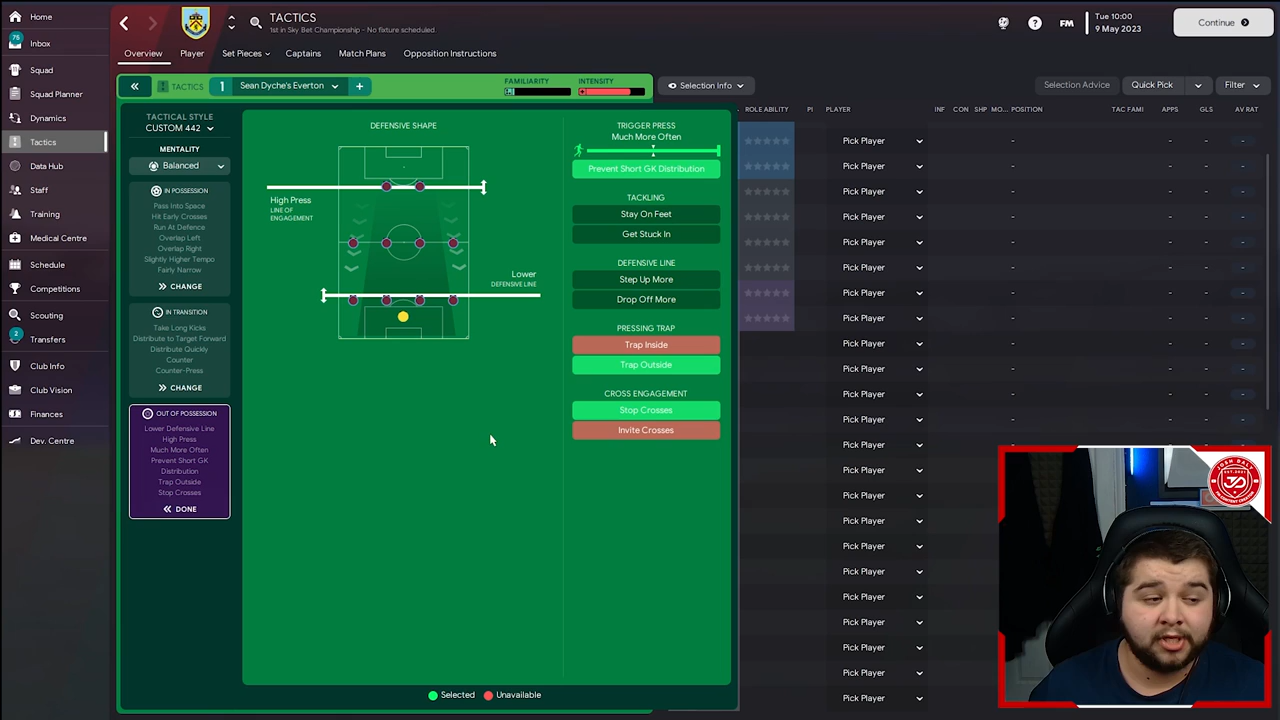 TACTICS
1st in Sky Bet Championship - No fixture scheduled.
FM
Tue 10:00
9 May 2023
Continue
Home
75
Inbox
Squad
Squad Planner
Dynamics
Tactics
Data Hub
Staff
Training
Medical Centre
Schedule
Competitions
Scouting
2
Transfers
Club Info
Club Vision
Finances
Dev. Centre
Overview
Player
Set Pieces
Captains
Match Plans
Opposition Instructions
TACTICS
1
Sean Dyche's Everton
FAMILIARITY
INTENSITY
Selection Info
Selection Advice
Quick Pick
Filter
TACTICAL STYLE
CUSTOM 442
MENTALITY
Balanced
IN POSSESSION
Pass Into Space
Hit Early Crosses
Run At Defence
Overlap Left
Overlap Right
Slightly Higher Tempo
Fairly Narrow
CHANGE
IN TRANSITION
Take Long Kicks
Distribute to Target Forward
Distribute Quickly
Counter
Counter-Press
CHANGE
OUT OF POSSESSION
Lower Defensive Line
High Press
Much More Often
Prevent Short GK
Distribution
Trap Outside
Stop Crosses
DONE
DEFENSIVE SHAPE
High Press
LINE OF
ENGAGEMENT
Lower
DEFENSIVE LINE
TRIGGER PRESS
Much More Often
Prevent Short GK Distribution
TACKLING
Stay On Feet
Get Stuck In
DEFENSIVE LINE
Step Up More
Drop Off More
PRESSING TRAP
Trap Inside
Trap Outside
CROSS ENGAGEMENT
Stop Crosses
Invite Crosses
Selected
Unavailable
ROLE ABILITY
PI
PLAYER
INF
CON
SHP
MO...
POSITION
TAC FAMI
APPS
GLS
AV RAT
Pick Player
- - - - -
Pick Player
- - - - -
Pick Player
- - - - -
Pick Player
- - - - -
Pick Player
- - - - -
Pick Player
- - - - -
Pick Player
- - - - -
Pick Player
- - - - -
Pick Player
- - - - -
Pick Player
- - - - -
Pick Player
- - - - -
Pick Player
- - - - -
Pick Player
- - - - -
Pick Player
Pick Player
Pick Player
Pick Player
Pick Player
Pick Player
Pick Player
Pick Player
Pick Player
Pick Player
JOSH DALY
JD